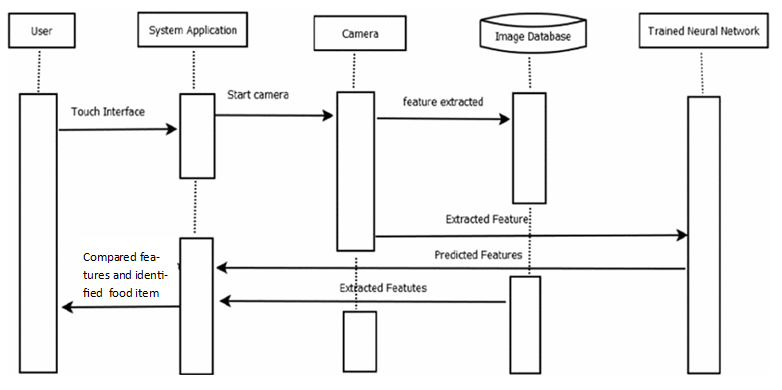 User
System Application
Camera
Image Database
Trained Neural Network
Touch Interface
Start camera
feature extracted
Extracted Feature
Predicted Features
Compared fea-
tures and identi-
fied food item
Extracted Featutes